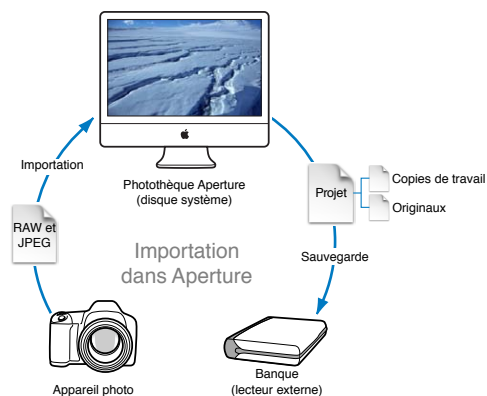 Importation
Photothèque Aperture
(disque système)
Projet
Copies de travail
Originaux
RAW et
JPEG
Importation
dans Aperture
Sauvegarde
Appareil photo
Banque
(lecteur externe)